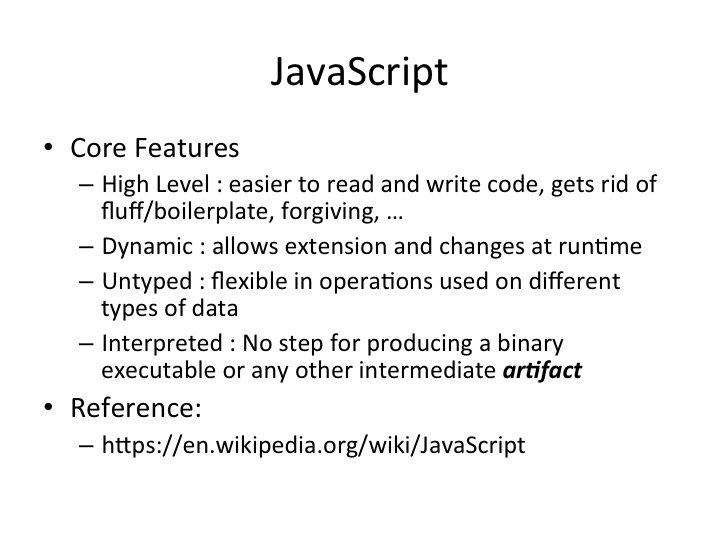 JavaScript
• Core Features
– High Level : easier to read and write code, gets rid of
fluff/boilerplate, forgiving, …
– Dynamic : allows extension and changes at runtime
– Untyped : flexible in operations used on different
types of data
– Interpreted : No step for producing a binary
executable or any other intermediate artifact
• Reference:
– https://en.wikipedia.org/wiki/JavaScript